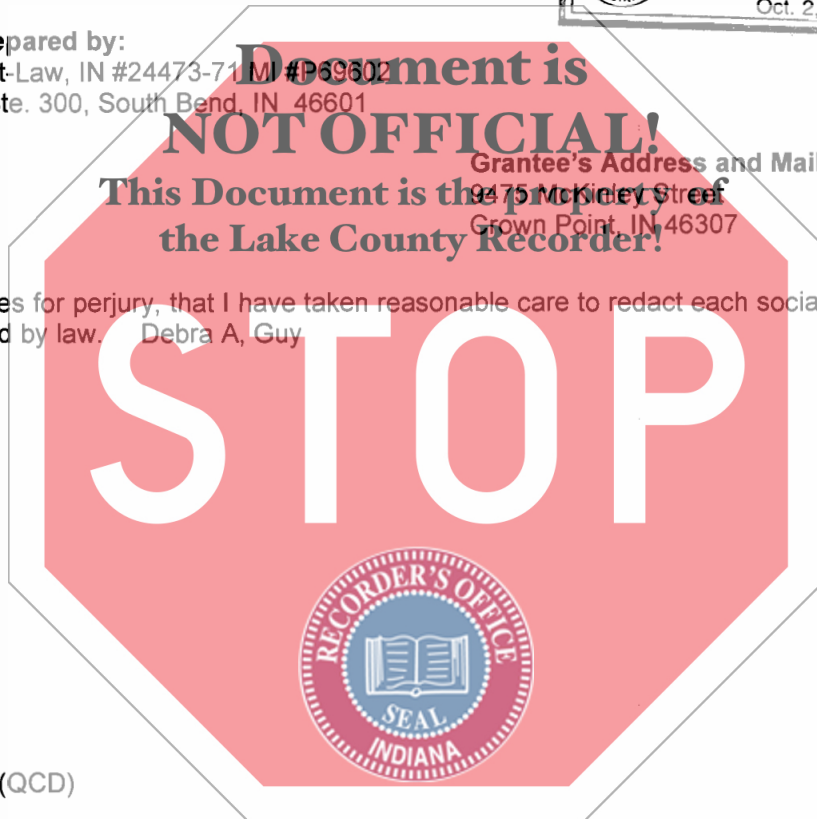 Oct. 2,
epared by:
t-Law, IN #24473-71 MI #P69602
te. 300, South Bend, IN 46601
Document is
NOT OFFICIAL!
This Document is the property of
the Lake County Recorder!
Grantee's Address and Mail
9475 McKinley Street
Crown Point, IN 46307
es for perjury, that I have taken reasonable care to redact each socia
d by law. Debra A, Guy
STOP
RECORDER'S OFFICE
SEAL
INDIANA
(QCD)